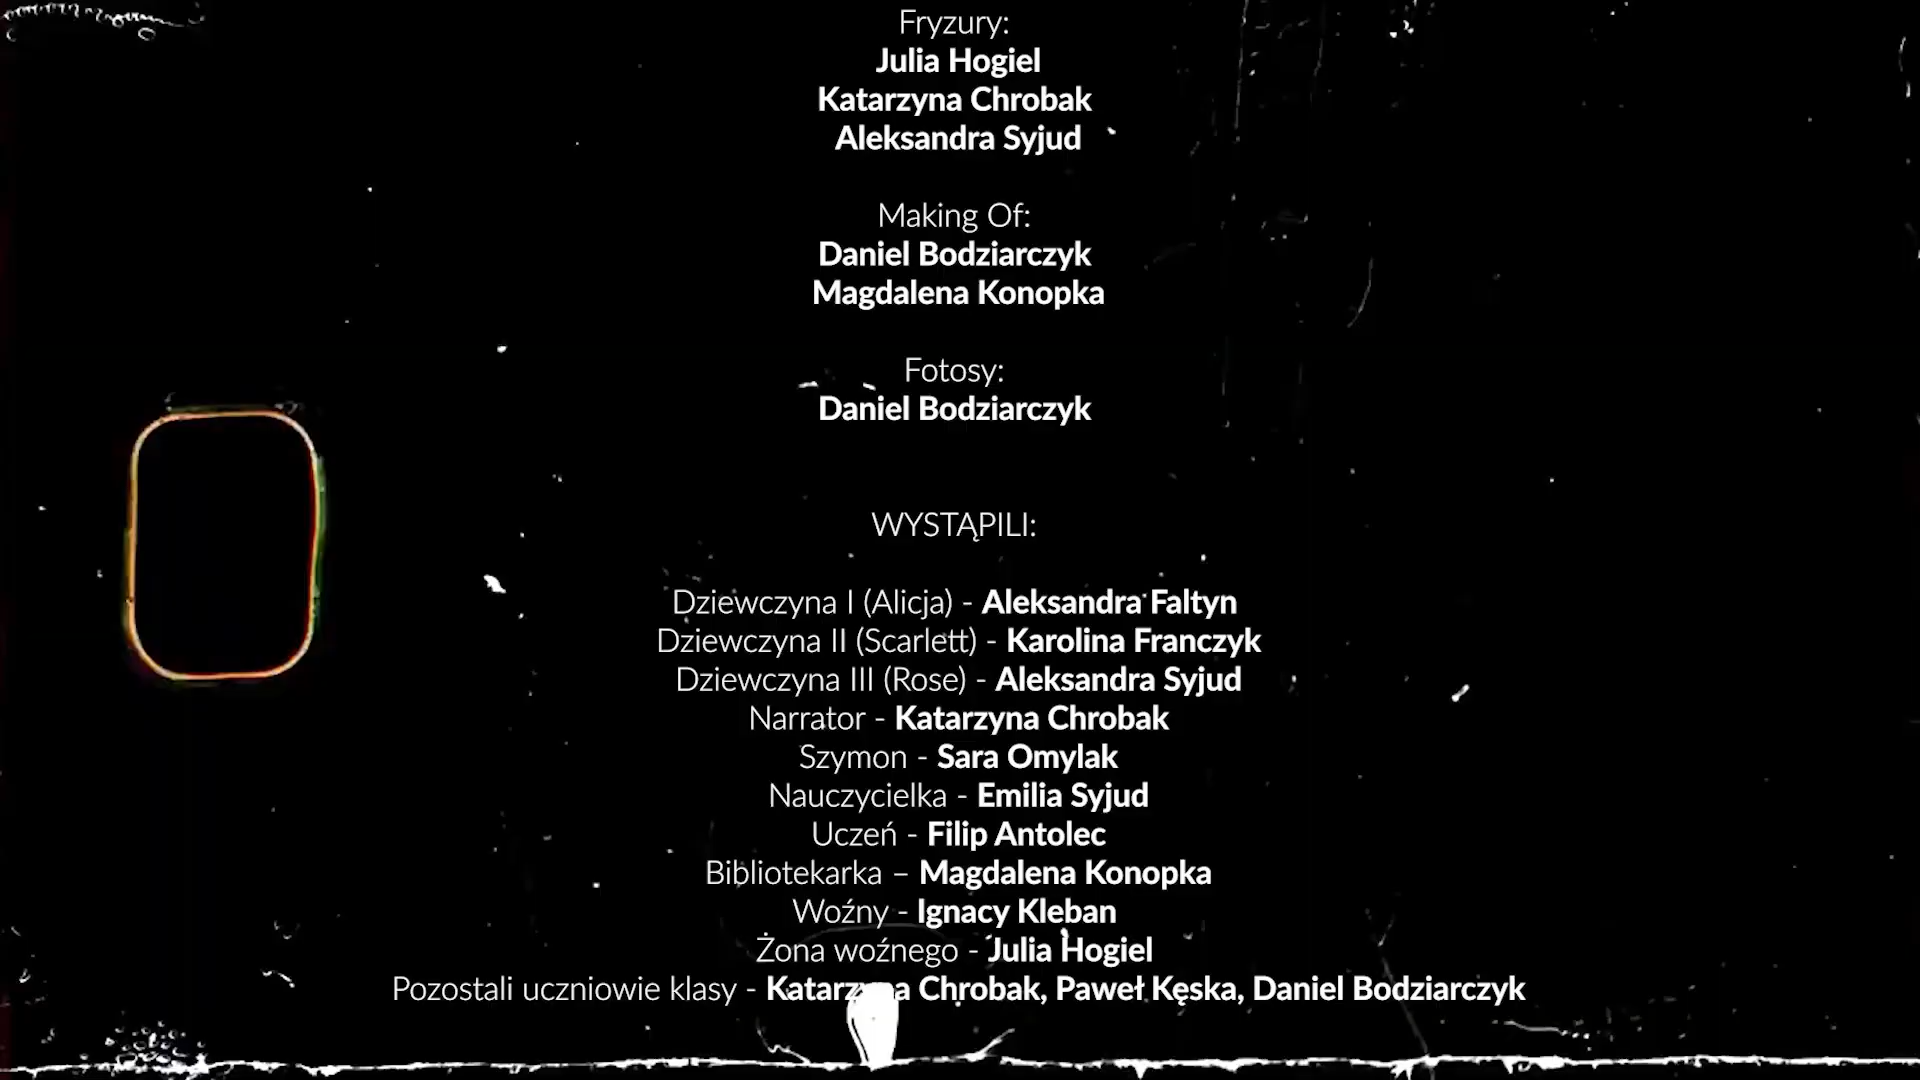 Fryzury:
Julia Hogiel
Katarzyna Chrobak
Aleksandra Syjud
Making Of:
Daniel Bodziarczyk
Magdalena Konopka
Fotosy:
Daniel Bodziarczyk
WYSTĄPILI:
Dziewczyna I (Alicja) - Aleksandra Faltyn
Dziewczyna II (Scarlett) - Karolina Franczyk
Dziewczyna III (Rose) - Aleksandra Syjud
Narrator - Katarzyna Chrobak
Szymon - Sara Omylak
Nauczycielka - Emilia Syjud
Uczeń - Filip Antolec
Bibliotekarka – Magdalena Konopka
Woźny - Ignacy Kleban
Żona woźnego - Julia Hogiel
Pozostali uczniowie klasy - Katarzyna Chrobak, Paweł Kęska, Daniel Bodziarczyk